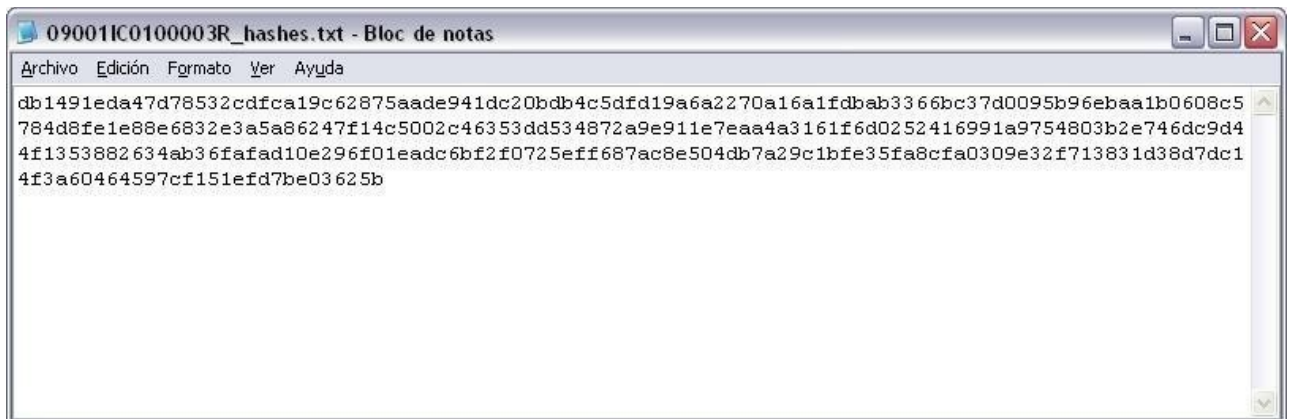 09001IC0100003R_hashes.txt - Bloc de notas
Archivo Edición Formato Ver Ayuda
db1491eda47d78532cdfca19c62875aade941dc20bdb4c5dfd19a6a2270a16a1fdbab3366bc37d0095b96ebaa1b0608c5
784d8fe1e88e6832e3a5a86247f14c5002c46353dd534872a9e911e7eaa4a3161f6d0252416991a9754803b2e746dc9d4
4f1353882634ab36fafad10e296f01eadc6bf2f0725eff687ac8e504db7a29c1bfe35fa8cfa0309e32f713831d38d7dc1
4f3a60464597cf151efd7be03625b